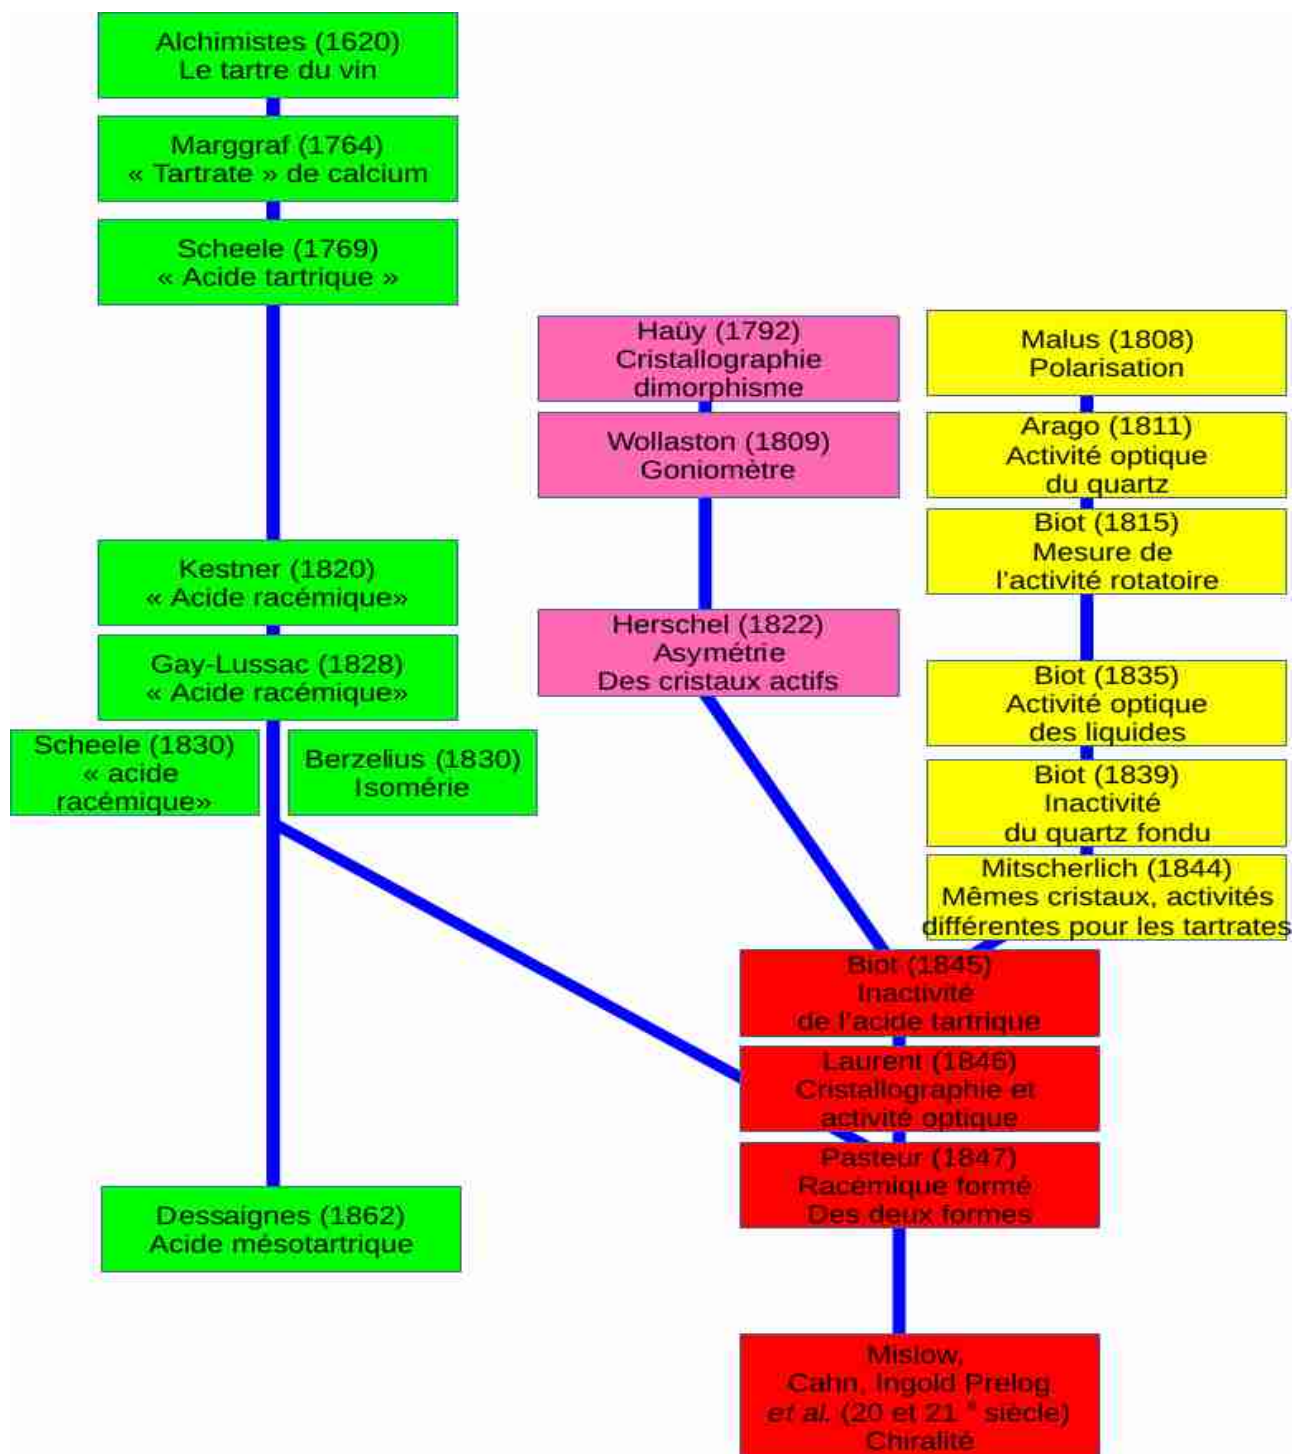 Alchimistes (1620)
Le tartre du vin
Marggraf (1764)
« Tartrate » de calcium
Scheele (1769)
« Acide tartrique »
Kestner (1820)
« Acide racémique»
Gay-Lussac (1828)
« Acide racémique»
Scheele (1830)
« acide
racémique»
Berzelius (1830)
Isomérie
Dessaignes (1862)
Acide mésotartrique
Haüy (1792)
Cristallographie
dimorphisme
Wollaston (1809)
Goniomètre
Herschel (1822)
Asymétrie
Des cristaux actifs
Malus (1808)
Polarisation
Arago (1811)
Activité optique
du quartz
Biot (1815)
Mesure de
l'activité rotatoire
Biot (1835)
Activité optique
des liquides
Biot (1839)
Inactivité
du quartz fondu
Mitscherlich (1844)
Mêmes cristaux, activités
différentes pour les tartrates
Biot (1845)
Inactivité
de l'acide tartrique
Laurent (1846)
Cristallographie et
activité optique
Pasteur (1847)
Racémique formé
Des deux formes
Mislow,
Cahn, Ingold Prelog
et al. (20 et 21 e siècle)
Chiralité